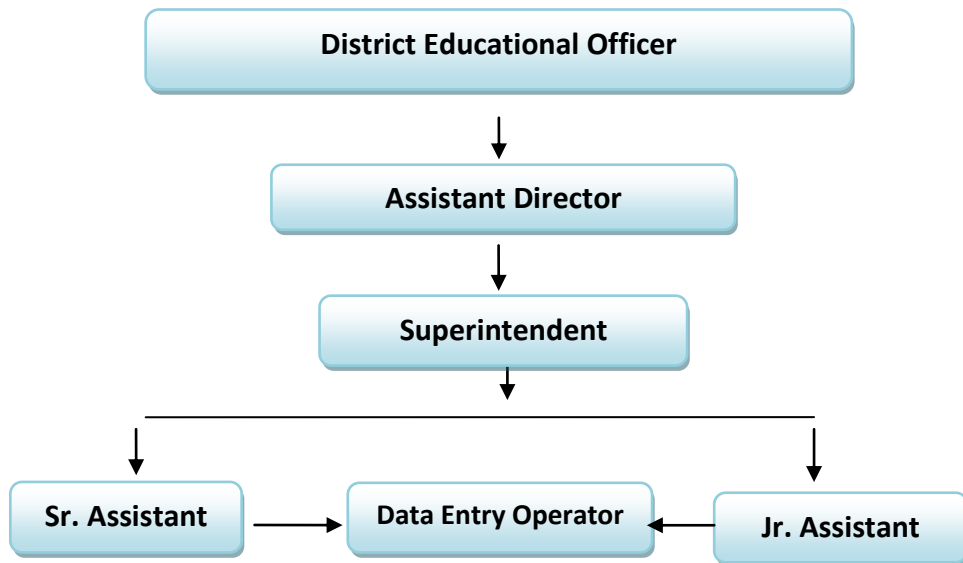 District Educational Officer
Assistant Director
Superintendent
Sr. Assistant
Data Entry Operator
Jr. Assistant